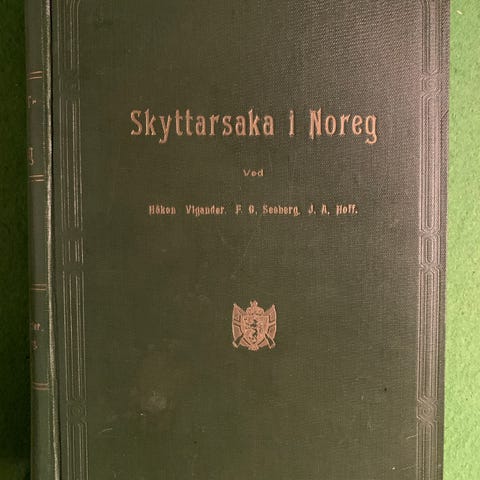 Skyttarsaka i Noreg
Ved
Håkon Vigander. F. G. Seeberg. J. A. Hoff.